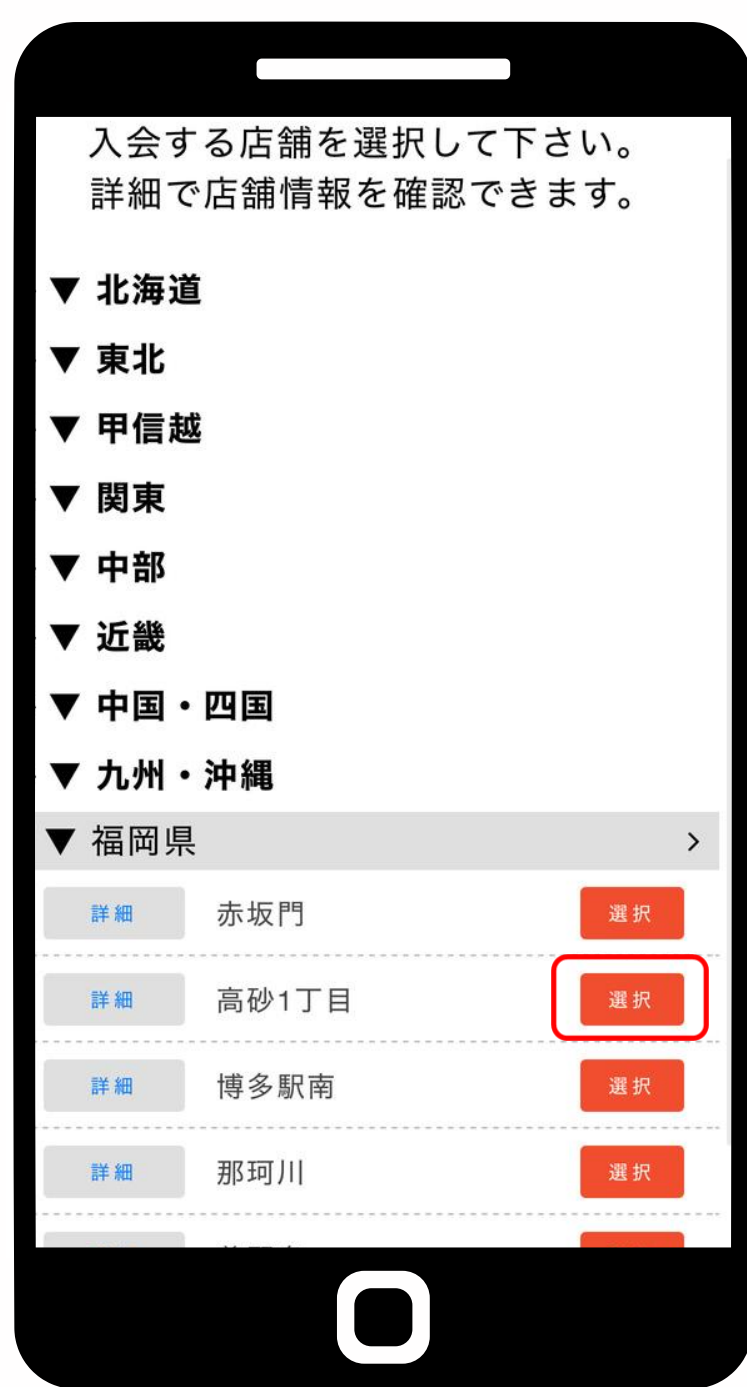 入会する店舗を選択して下さい。
詳細で店舗情報を確認できます。
▼ 北海道
▼ 東北
▼ 甲信越
▼ 関東
▼ 中部
▼ 近畿
▼ 中国・四国
▼ 九州・沖縄
▼ 福岡県 >
詳細 赤坂門 選択
詳細 高砂1丁目 選択
詳細 博多駅南 選択
詳細 那珂川 選択